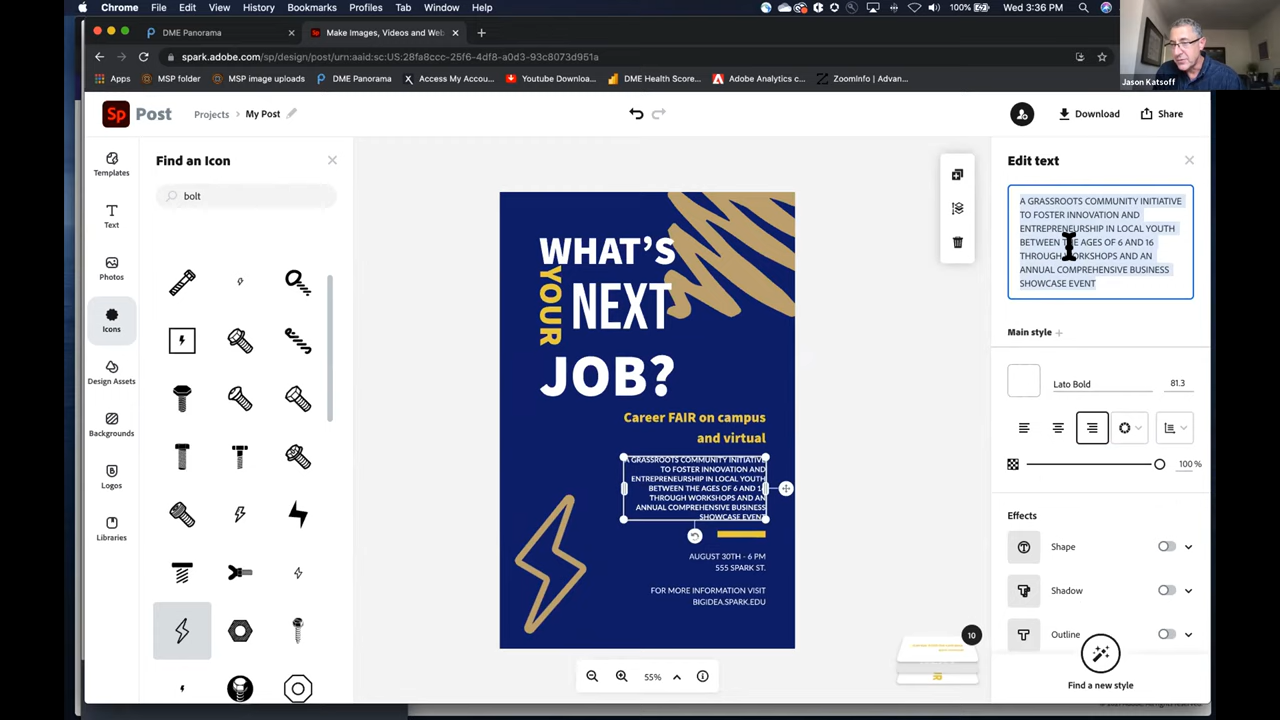 Chrome File Edit View History Bookmarks Profiles Tab Window Help
100% Wed 3:36 PM
DME Panorama
Make Images, Videos and Web
spark.adobe.com/sp/design/post/urn:aaid:sc:US:28fa8ccc-25f6-4df8-a0d3-93c8073d951a
Apps MSP folder MSP image uploads DME Panorama Access My Accou... Youtube Downloa... DME Health Score... Adobe Analytics c... ZoomInfo | Advan...
Jason Katsoff
Sp Post Projects > My Post
Download Share
Templates
Text
Photos
Icons
Design Assets
Backgrounds
Logos
Libraries
Find an Icon
bolt
WHAT'S
YOUR
NEXT
JOB?
Career FAIR on campus
and virtual
A GRASSROOTS COMMUNITY INITIATIVE
TO FOSTER INNOVATION AND
ENTREPRENEURSHIP IN LOCAL YOUTH
BETWEEN THE AGES OF 6 AND 16
THROUGH WORKSHOPS AND AN
ANNUAL COMPREHENSIVE BUSINESS
SHOWCASE EVENT
AUGUST 30TH - 6 PM
555 SPARK ST.
FOR MORE INFORMATION VISIT
BIGIDEA.SPARK.EDU
55%
10
Edit text
A GRASSROOTS COMMUNITY INITIATIVE
TO FOSTER INNOVATION AND
ENTREPRENEURSHIP IN LOCAL YOUTH
BETWEEN THE AGES OF 6 AND 16
THROUGH WORKSHOPS AND AN
ANNUAL COMPREHENSIVE BUSINESS
SHOWCASE EVENT
Main style +
Lato Bold 81.3
100 %
Effects
Shape
Shadow
Outline
Find a new style